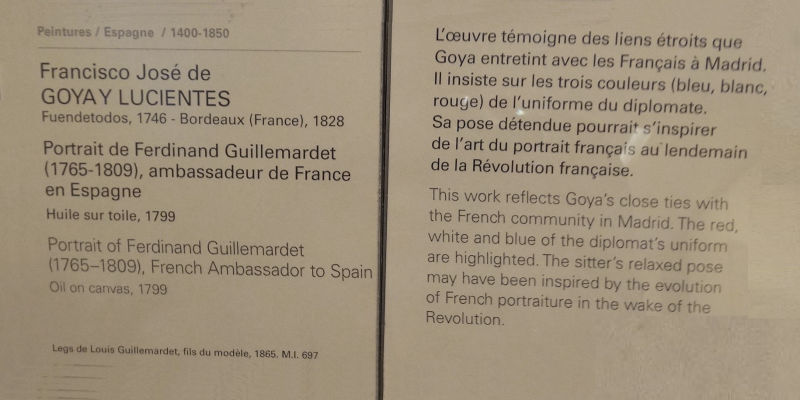 Peintures / Espagne / 1400-1850
Francisco José de
GOYA Y LUCIENTES
Fuendetodos, 1746 - Bordeaux (France), 1828
Portrait de Ferdinand Guillemardet
(1765-1809), ambassadeur de France
en Espagne
Huile sur toile, 1799
Portrait of Ferdinand Guillemardet
(1765–1809), French Ambassador to Spain
Oil on canvas, 1799
Legs de Louis Guillemardet, fils du modèle, 1865. M.I. 697
L'œuvre témoigne des liens étroits que
Goya entretint avec les Français à Madrid.
Il insiste sur les trois couleurs (bleu, blanc,
rouge) de l'uniforme du diplomate.
Sa pose détendue pourrait s'inspirer
de l'art du portrait français au lendemain
de la Révolution française.
This work reflects Goya's close ties with
the French community in Madrid. The red,
white and blue of the diplomat's uniform
are highlighted. The sitter's relaxed pose
may have been inspired by the evolution
of French portraiture in the wake of the
Revolution.